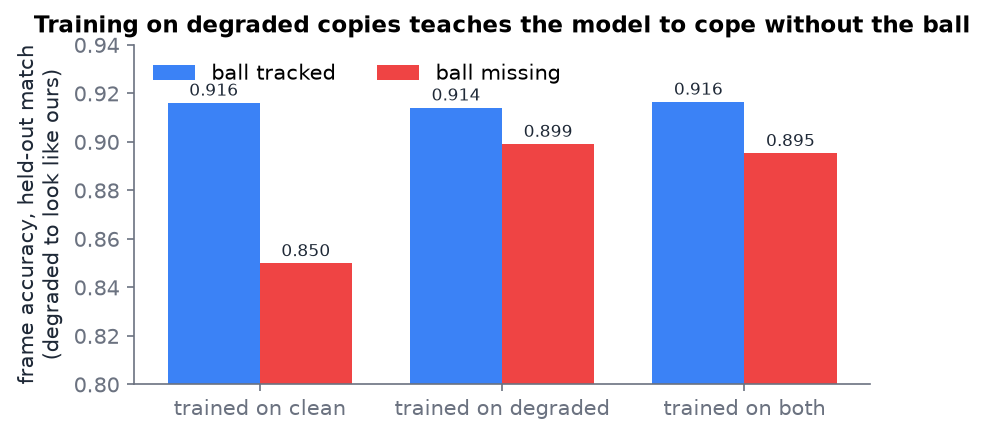 Training on degraded copies teaches the model to cope without the ball
frame accuracy, held-out match
(degraded to look like ours)
0.94
0.92
0.90
0.88
0.86
0.84
0.82
0.80
ball tracked
ball missing
0.916
0.850
0.914
0.899
0.916
0.895
trained on clean
trained on degraded
trained on both